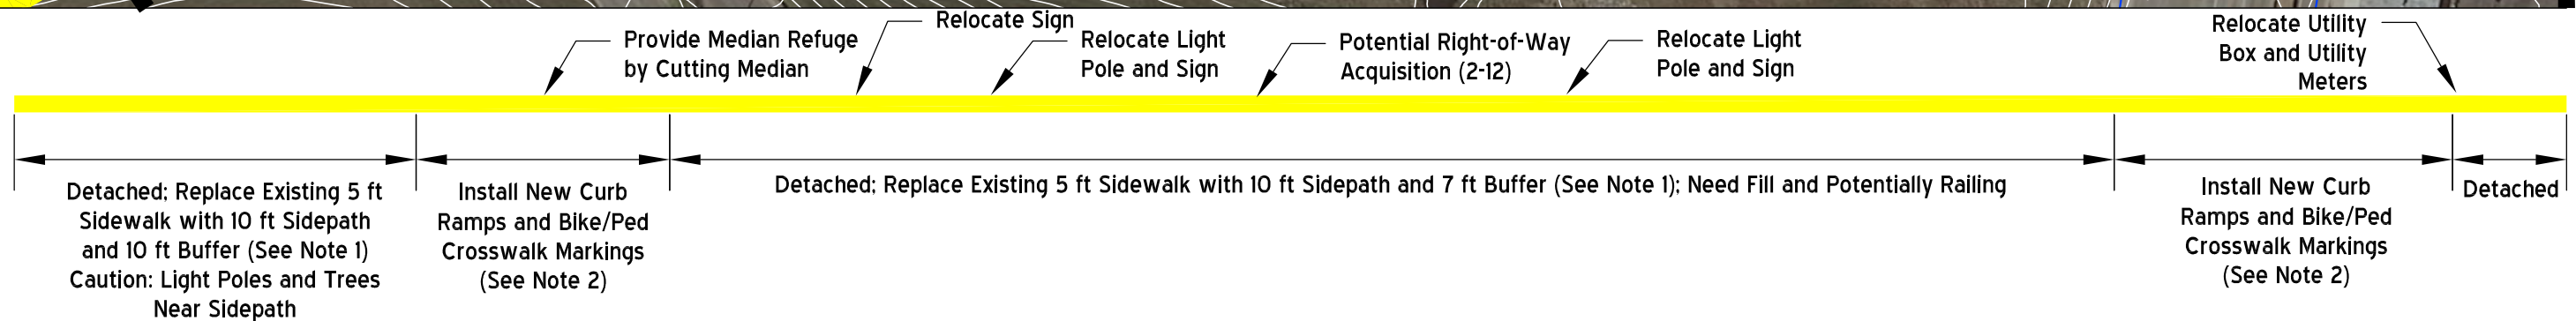 Provide Median Refuge
by Cutting Median
Relocate Sign
Relocate Light
Pole and Sign
Potential Right-of-Way
Acquisition (2-12)
Relocate Light
Pole and Sign
Relocate Utility
Box and Utility
Meters
Detached; Replace Existing 5 ft
Sidewalk with 10 ft Sidepath
and 10 ft Buffer (See Note 1)
Caution: Light Poles and Trees
Near Sidepath
Install New Curb
Ramps and Bike/Ped
Crosswalk Markings
(See Note 2)
Detached; Replace Existing 5 ft Sidewalk with 10 ft Sidepath and 7 ft Buffer (See Note 1); Need Fill and Potentially Railing
Install New Curb
Ramps and Bike/Ped
Crosswalk Markings
(See Note 2)
Detached